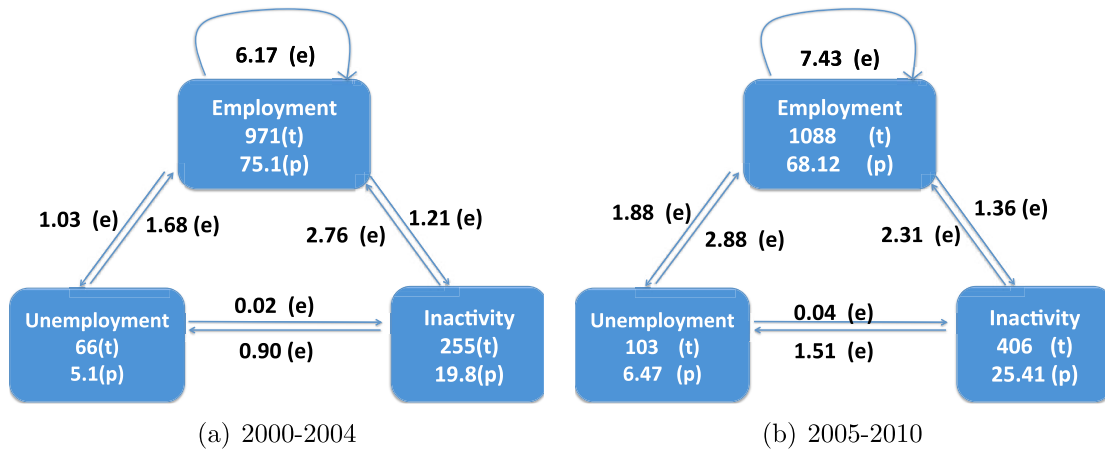 6.17 (e)
Employment
971(t)
75.1(p)
1.03 (e)
1.68 (e)
2.76 (e)
1.21 (e)
Unemployment
66(t)
5.1(p)
0.02 (e)
0.90 (e)
Inactivity
255(t)
19.8(p)
(a) 2000-2004
7.43 (e)
Employment
1088 (t)
68.12 (p)
1.88 (e)
2.88 (e)
2.31 (e)
1.36 (e)
Unemployment
103 (t)
6.47 (p)
0.04 (e)
1.51 (e)
Inactivity
406 (t)
25.41 (p)
(b) 2005-2010